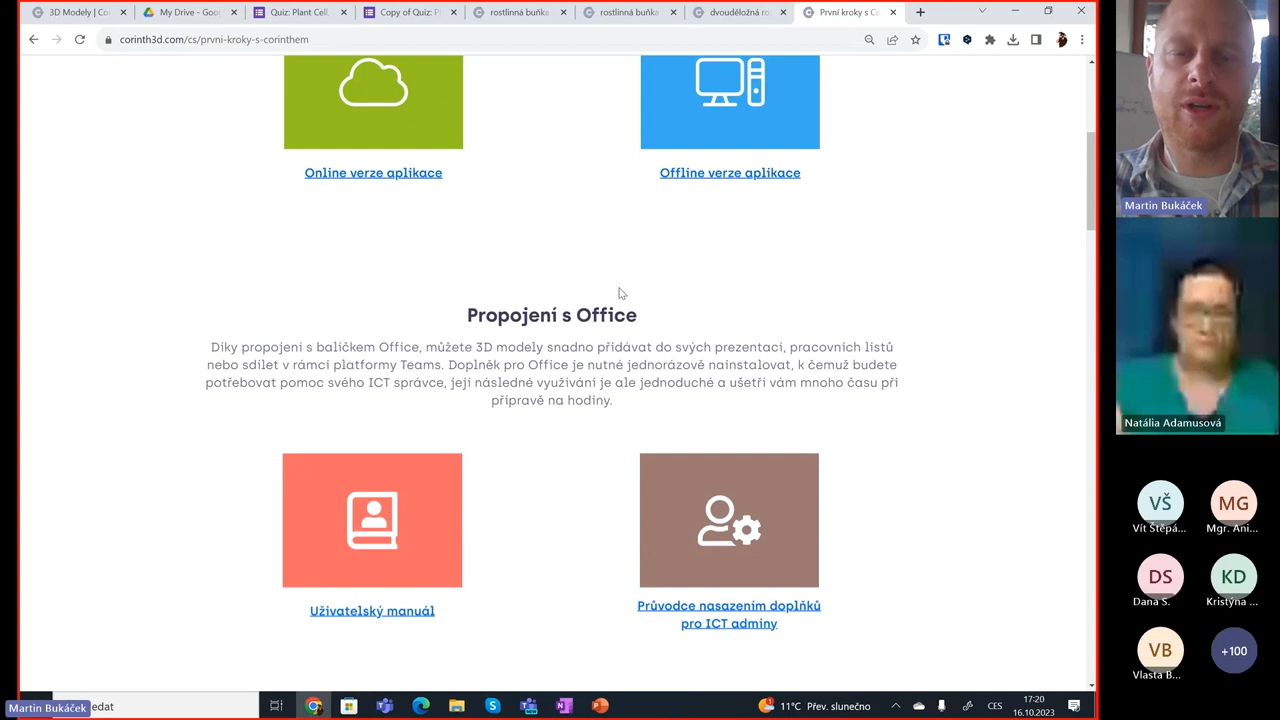 3D Modely | Co
My Drive - Goo
Quiz: Plant Cel
Copy of Quiz: P
rostlinná buňka
rostlinná buňka
dvouděložná ro
První kroky s Co
corinth3d.com/cs/prvni-kroky-s-corinthem
Online verze aplikace
Offline verze aplikace
Propojení s Office
Díky propojení s balíčkem Office, můžete 3D modely snadno přidávat do svých prezentací, pracovních listů
nebo sdílet v rámci platformy Teams. Doplněk pro Office je nutné jednorázově nainstalovat, k čemuž budete
potřebovat pomoc svého ICT správce, její následné využívání je ale jednoduché a ušetří vám mnoho času při
přípravě na hodiny.
Uživatelský manuál
Průvodce nasazením doplňků
pro ICT adminy
Martin Bukáček
Natália Adamusová
VŠ
Vít Štěpá...
MG
Mgr. Ani...
DS
Dana S.
KD
Kristýna ...
VB
Vlasta B...
+100
Martin Bukáček
edat
11°C Přev. slunečno
CES
17:20
16.10.2023